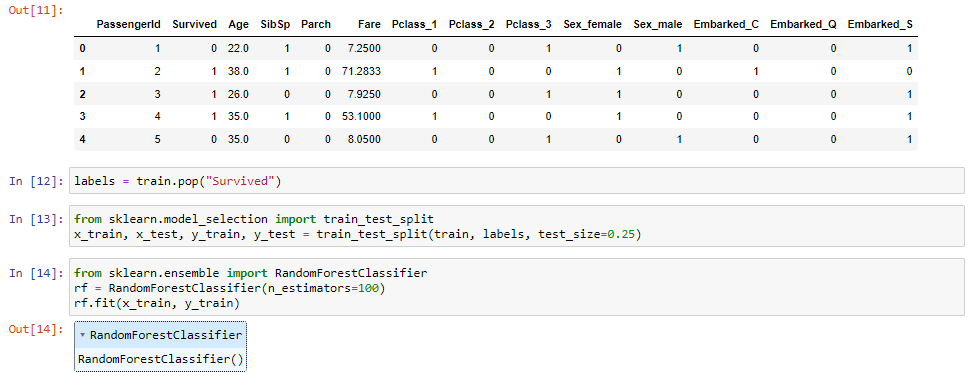 Out[11]:
PassengerId Survived Age SibSp Parch Fare Pclass_1 Pclass_2 Pclass_3 Sex_female Sex_male Embarked_C Embarked_Q Embarked_S
0 1 0 22.0 1 0 7.2500 0 0 1 0 1 0 0 1
1 2 1 38.0 1 0 71.2833 1 0 0 1 0 1 0 0
2 3 1 26.0 0 0 7.9250 0 0 1 1 0 0 0 1
3 4 1 35.0 1 0 53.1000 1 0 0 1 0 0 0 1
4 5 0 35.0 0 0 8.0500 0 0 1 0 1 0 0 1
In [12]: labels = train.pop("Survived")
In [13]: from sklearn.model_selection import train_test_split
x_train, x_test, y_train, y_test = train_test_split(train, labels, test_size=0.25)
In [14]: from sklearn.ensemble import RandomForestClassifier
rf = RandomForestClassifier(n_estimators=100)
rf.fit(x_train, y_train)
Out[14]: ▾ RandomForestClassifier
RandomForestClassifier()